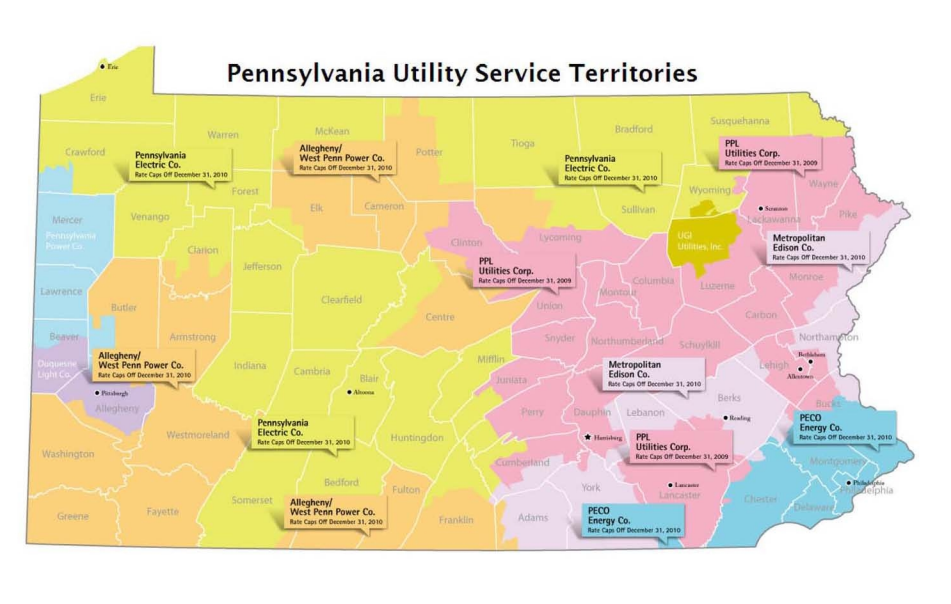 Pennsylvania Utility Service Territories
Erie
Erie
Crawford
Warren
McKean
Potter
Tioga
Bradford
Susquehanna
Wayne
Pennsylvania
Electric Co.
Rate Caps Off December 31, 2010
Allegheny/
West Penn Power Co.
Rate Caps Off December 31, 2010
Pennsylvania
Electric Co.
Rate Caps Off December 31, 2010
PPL
Utilities Corp.
Rate Caps Off December 31, 2009
Mercer
Pennsylvania
Power Co.
Venango
Forest
Elk
Cameron
Clinton
Lycoming
Sullivan
Wyoming
Scranton
Lackawanna
Pike
Clarion
Jefferson
UGI
Utilities, Inc.
Metropolitan
Edison Co.
Rate Caps Off December 31, 2010
PPL
Utilities Corp.
Rate Caps Off December 31, 2009
Lawrence
Butler
Clearfield
Centre
Union
Montour
Columbia
Luzerne
Monroe
Carbon
Beaver
Armstrong
Indiana
Cambria
Blair
Altoona
Mifflin
Snyder
Northumberland
Schuylkill
Northampton
Duquesne
Light Co.
Allegheny/
West Penn Power Co.
Rate Caps Off December 31, 2010
Pittsburgh
Allegheny
Juniata
Metropolitan
Edison Co.
Rate Caps Off December 31, 2010
Lehigh
Bethlehem
Allentown
Berks
Reading
Bucks
Perry
Dauphin
Lebanon
Harrisburg
Westmoreland
Pennsylvania
Electric Co.
Rate Caps Off December 31, 2010
Huntingdon
PPL
Utilities Corp.
Rate Caps Off December 31, 2009
PECO
Energy Co.
Rate Caps Off December 31, 2010
Washington
Cumberland
Montgomery
Philadelphia
Philadelphia
Bedford
Fulton
York
Lancaster
Lancaster
Chester
Delaware
Greene
Fayette
Somerset
Allegheny/
West Penn Power Co.
Rate Caps Off December 31, 2010
Franklin
Adams
PECO
Energy Co.
Rate Caps Off December 31, 2010